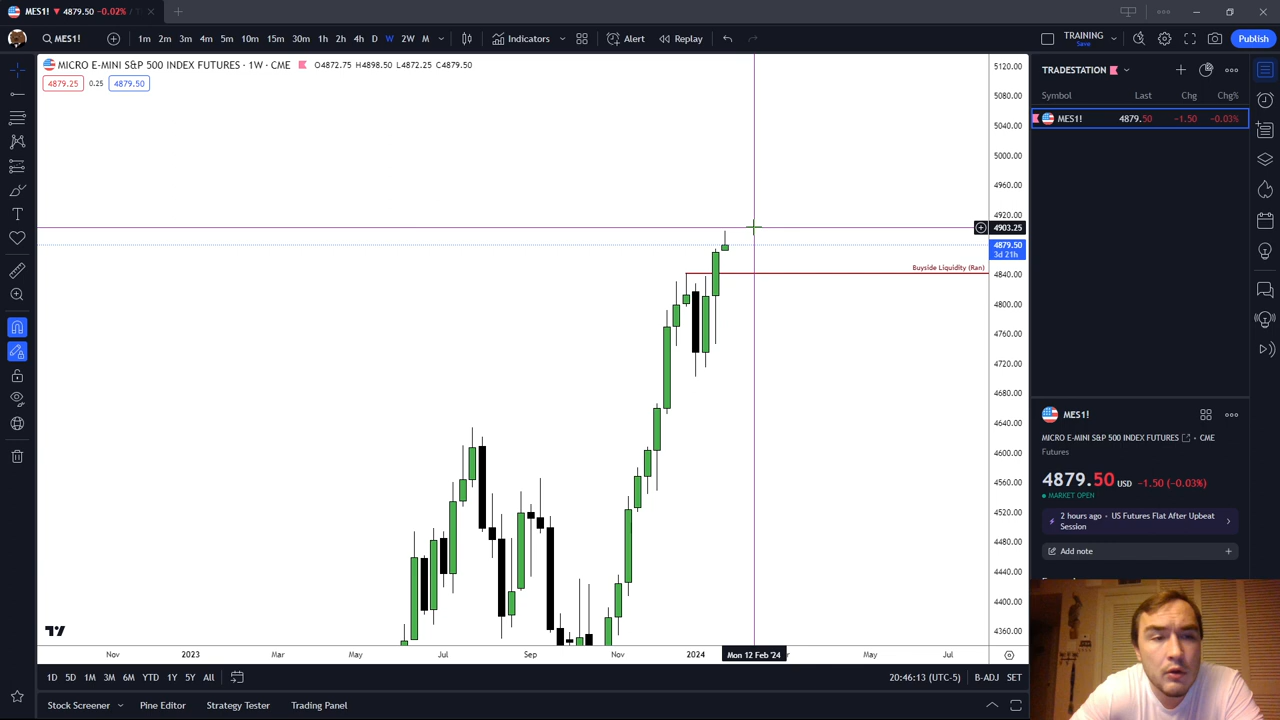 MES1! 4879.50 −0.02%
MES1!
1m 2m 3m 4m 5m 10m 15m 30m 1h 2h 4h D W 2W M
Indicators
Alert
Replay
TRAINING
Save
Publish
MICRO E-MINI S&P 500 INDEX FUTURES · 1W · CME
O4872.75 H4898.50 L4872.25 C4879.50
4879.25 0.25 4879.50
Buyside Liquidity (Ran)
5120.00
5080.00
5040.00
5000.00
4960.00
4920.00
4903.25
4879.50
3d 21h
4840.00
4800.00
4760.00
4720.00
4680.00
4640.00
4600.00
4560.00
4520.00
4480.00
4440.00
4400.00
4360.00
Nov 2023 Mar May Jul Sep Nov 2024 Mon 12 Feb '24 May Jul
1D 5D 1M 3M 6M YTD 1Y 5Y All
20:46:13 (UTC-5) B-ADJ SET
Stock Screener Pine Editor Strategy Tester Trading Panel
TRADESTATION
Symbol Last Chg Chg%
MES1! 4879.50 −1.50 −0.03%
MES1!
MICRO E-MINI S&P 500 INDEX FUTURES · CME
Futures
4879.50 USD −1.50 (−0.03%)
MARKET OPEN
2 hours ago · US Futures Flat After Upbeat
Session
Add note